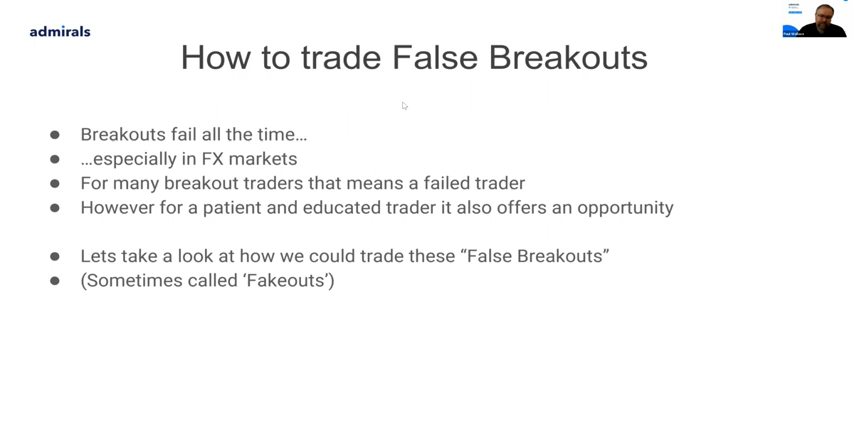 admirals
How to trade False Breakouts
● Breakouts fail all the time…
● …especially in FX markets
● For many breakout traders that means a failed trader
● However for a patient and educated trader it also offers an opportunity
● Lets take a look at how we could trade these “False Breakouts”
● (Sometimes called ‘Fakeouts’)